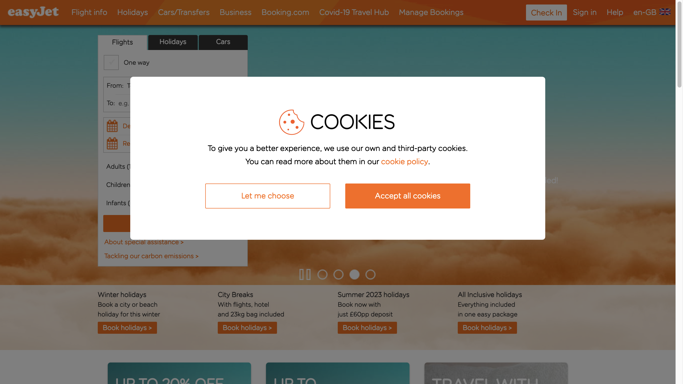 easyJet Flight info Holidays Cars/Transfers Business Booking.com Covid-19 Travel Hub Manage Bookings Check In Sign in Help en-GB
Flights Holidays Cars
One way
From:
To: e.g.
COOKIES
To give you a better experience, we use our own and third-party cookies.
You can read more about them in our cookie policy.
Let me choose Accept all cookies
Adults
Children
Infants
About special assistance »
Tackling our carbon emissions »
Winter holidays
Book a city or beach
holiday for this winter
Book holidays »
City Breaks
With flights, hotel
and 23kg bag included
Book holidays »
Summer 2023 holidays
Book now with
just £60pp deposit
Book holidays »
All Inclusive holidays
Everything included
in one easy package
Book holidays »
UP TO 20% OFF
UP TO
TRAVEL WITH